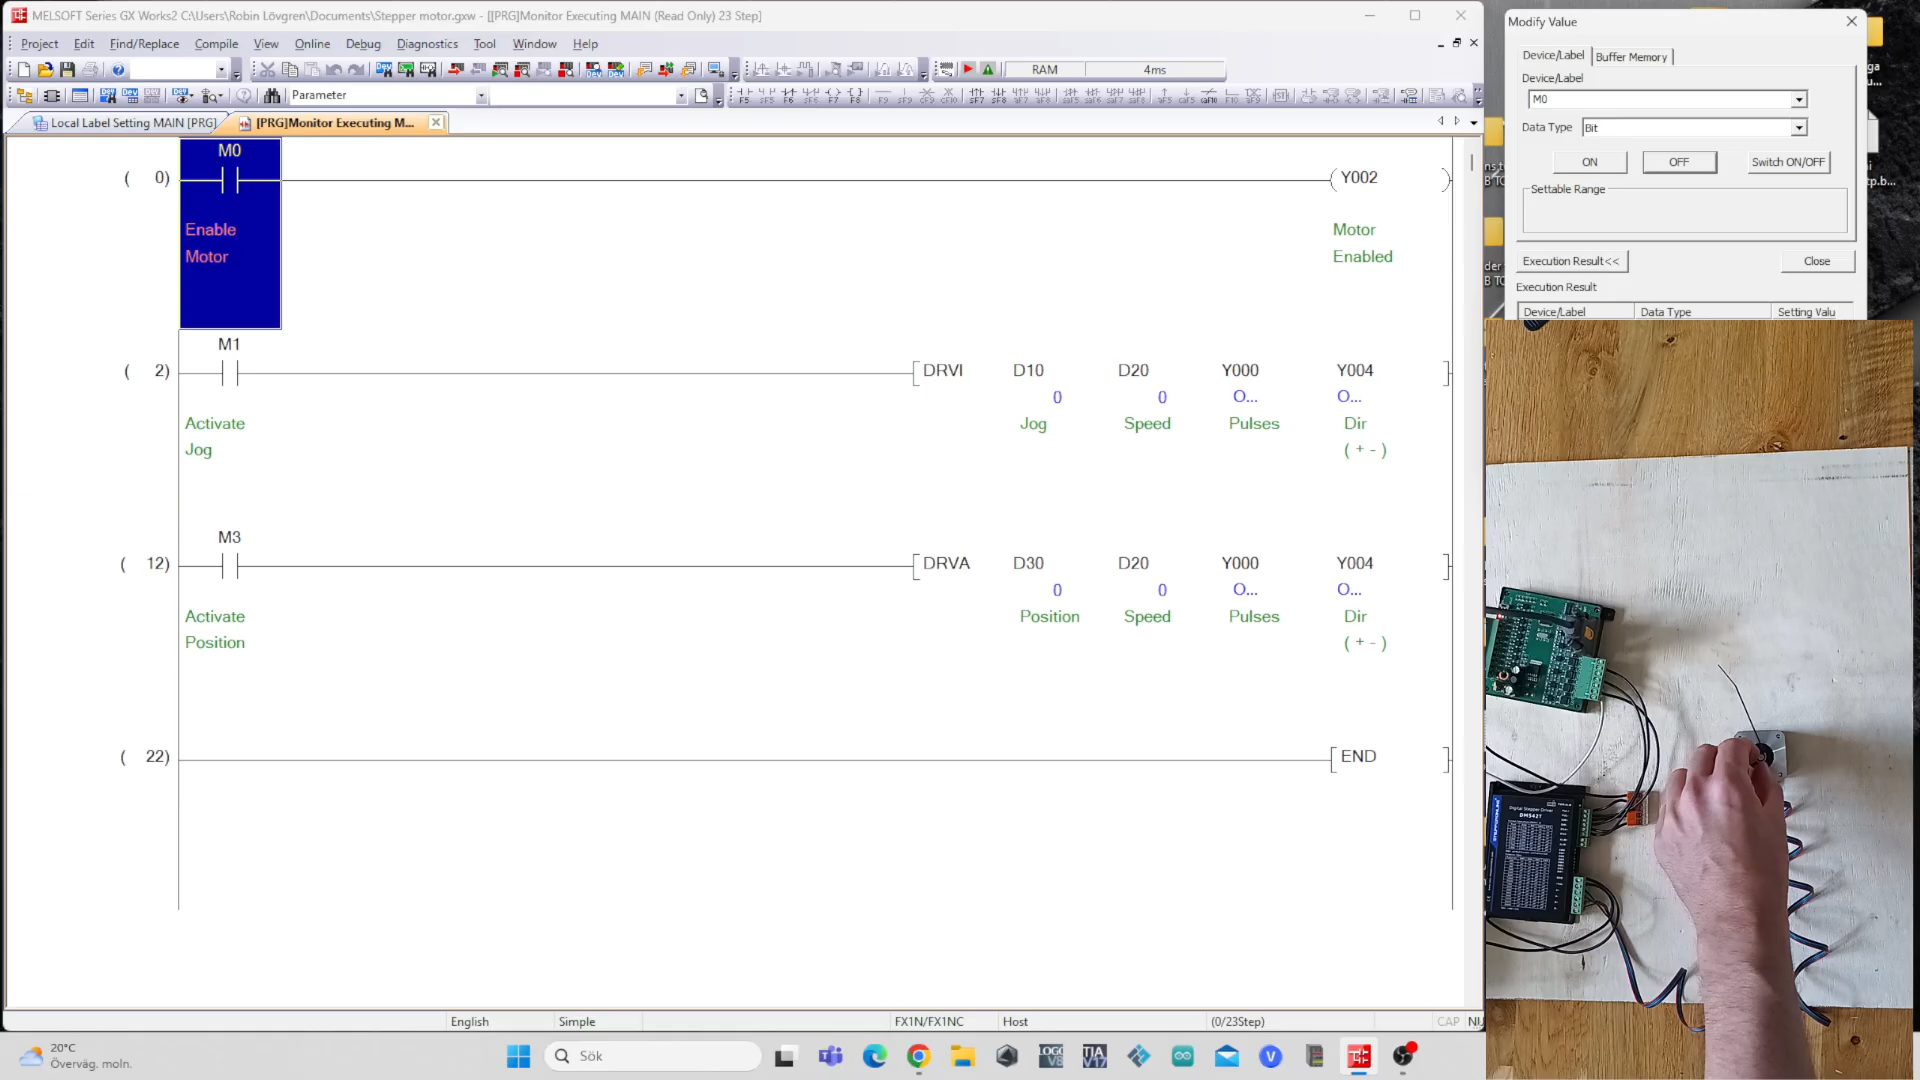 MELSOFT Series GX Works2 C:\Users\Robin Lövgren\Documents\Stepper motor.gxw - [[PRG]Monitor Executing MAIN (Read Only) 23 Step]
Project Edit Find/Replace Compile View Online Debug Diagnostics Tool Window Help
RAM 4ms
Parameter
Local Label Setting MAIN [PRG] [PRG]Monitor Executing M...
M0
( 0) Y002
Enable Motor
Motor Enabled
M1
( 2) DRVI D10 D20 Y000 Y004
0 0 O... O...
Activate Jog Speed Pulses Dir
Jog ( + - )
M3
( 12) DRVA D30 D20 Y000 Y004
0 0 O... O...
Activate Position Speed Pulses Dir
Position ( + - )
( 22) END
English Simple FX1N/FX1NC Host (0/23Step) CAP NU
20°C
Överväg. moln.
Sök
Modify Value
Device/Label Buffer Memory
Device/Label
M0
Data Type Bit
ON OFF Switch ON/OFF
Settable Range
Execution Result<< Close
Execution Result
Device/Label Data Type Setting Valu
Digital Stepper Driver
DM542T